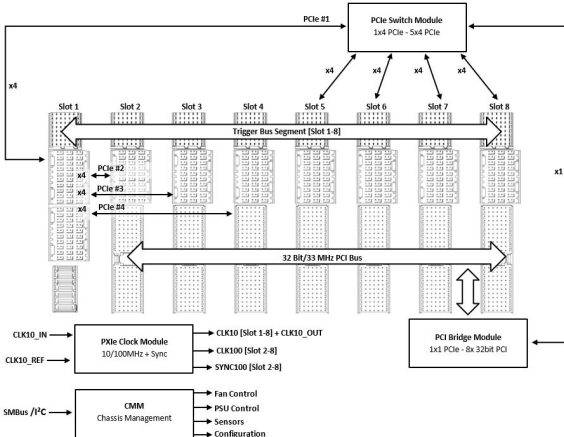 PCIe #1
PCIe Switch Module
1x4 PCIe - 5x4 PCIe
x4
x4
x4
x4
x4
Slot 1
Slot 2
Slot 3
Slot 4
Slot 5
Slot 6
Slot 7
Slot 8
Trigger Bus Segment [Slot 1-8]
x4
PCIe #2
x4
PCIe #3
x4
PCIe #4
x1
32 Bit/33 MHz PCI Bus
CLK10_IN
CLK10_REF
PXIe Clock Module
10/100MHz + Sync
CLK10 [Slot 1-8] + CLK10_OUT
CLK100 [Slot 2-8]
SYNC100 [Slot 2-8]
PCI Bridge Module
1x1 PCIe - 8x 32bit PCI
SMBus /I²C
CMM
Chassis Management
Fan Control
PSU Control
Sensors
Configuration